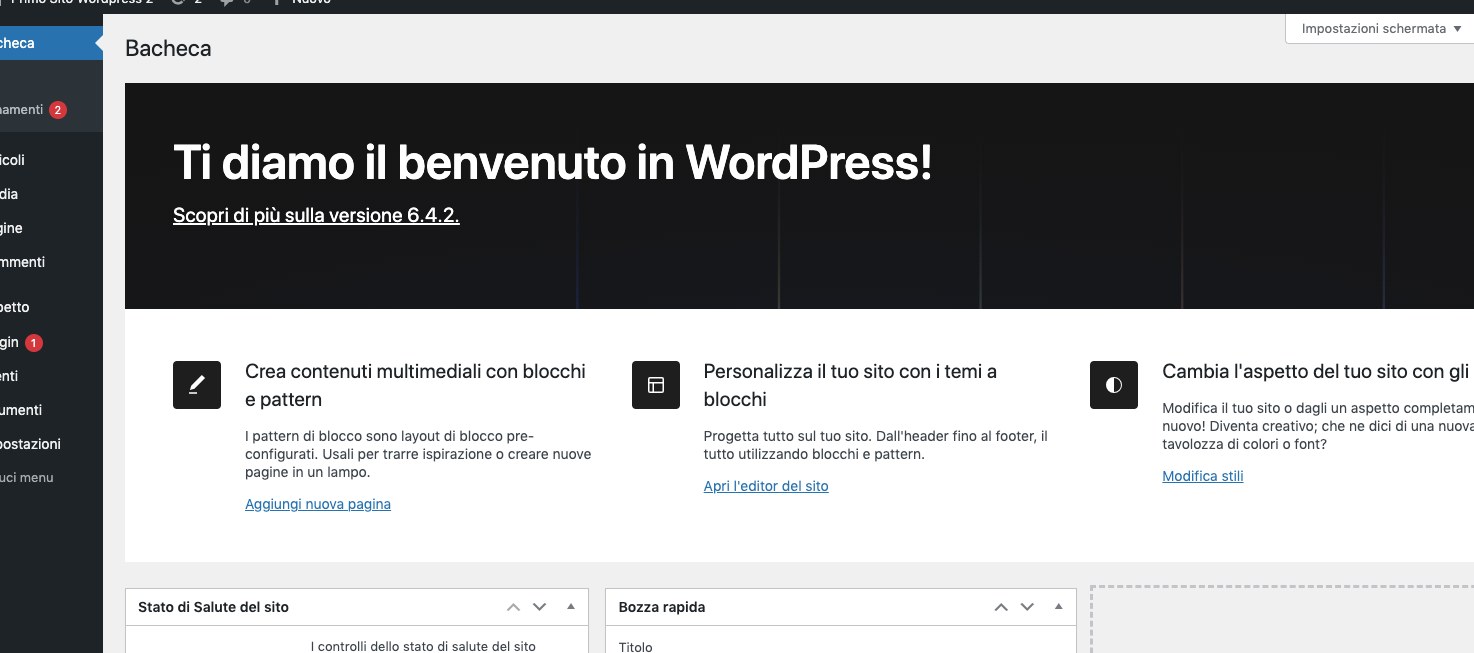 Primo Sito Wordpress 2 2 0 Nuovo
Impostazioni schermata
checa
Bacheca
namenti 2
icoli
dia
gine
mmenti
petto
gin 1
enti
umenti
postazioni
uci menu
Ti diamo il benvenuto in WordPress!
Scopri di più sulla versione 6.4.2.
Crea contenuti multimediali con blocchi
e pattern
I pattern di blocco sono layout di blocco pre-
configurati. Usali per trarre ispirazione o creare nuove
pagine in un lampo.
Aggiungi nuova pagina
Personalizza il tuo sito con i temi a
blocchi
Progetta tutto sul tuo sito. Dall'header fino al footer, il
tutto utilizzando blocchi e pattern.
Apri l'editor del sito
Cambia l'aspetto del tuo sito con gli
Modifica il tuo sito o dagli un aspetto completam
nuovo! Diventa creativo; che ne dici di una nuova
tavolozza di colori o font?
Modifica stili
Stato di Salute del sito
I controlli dello stato di salute del sito
Bozza rapida
Titolo